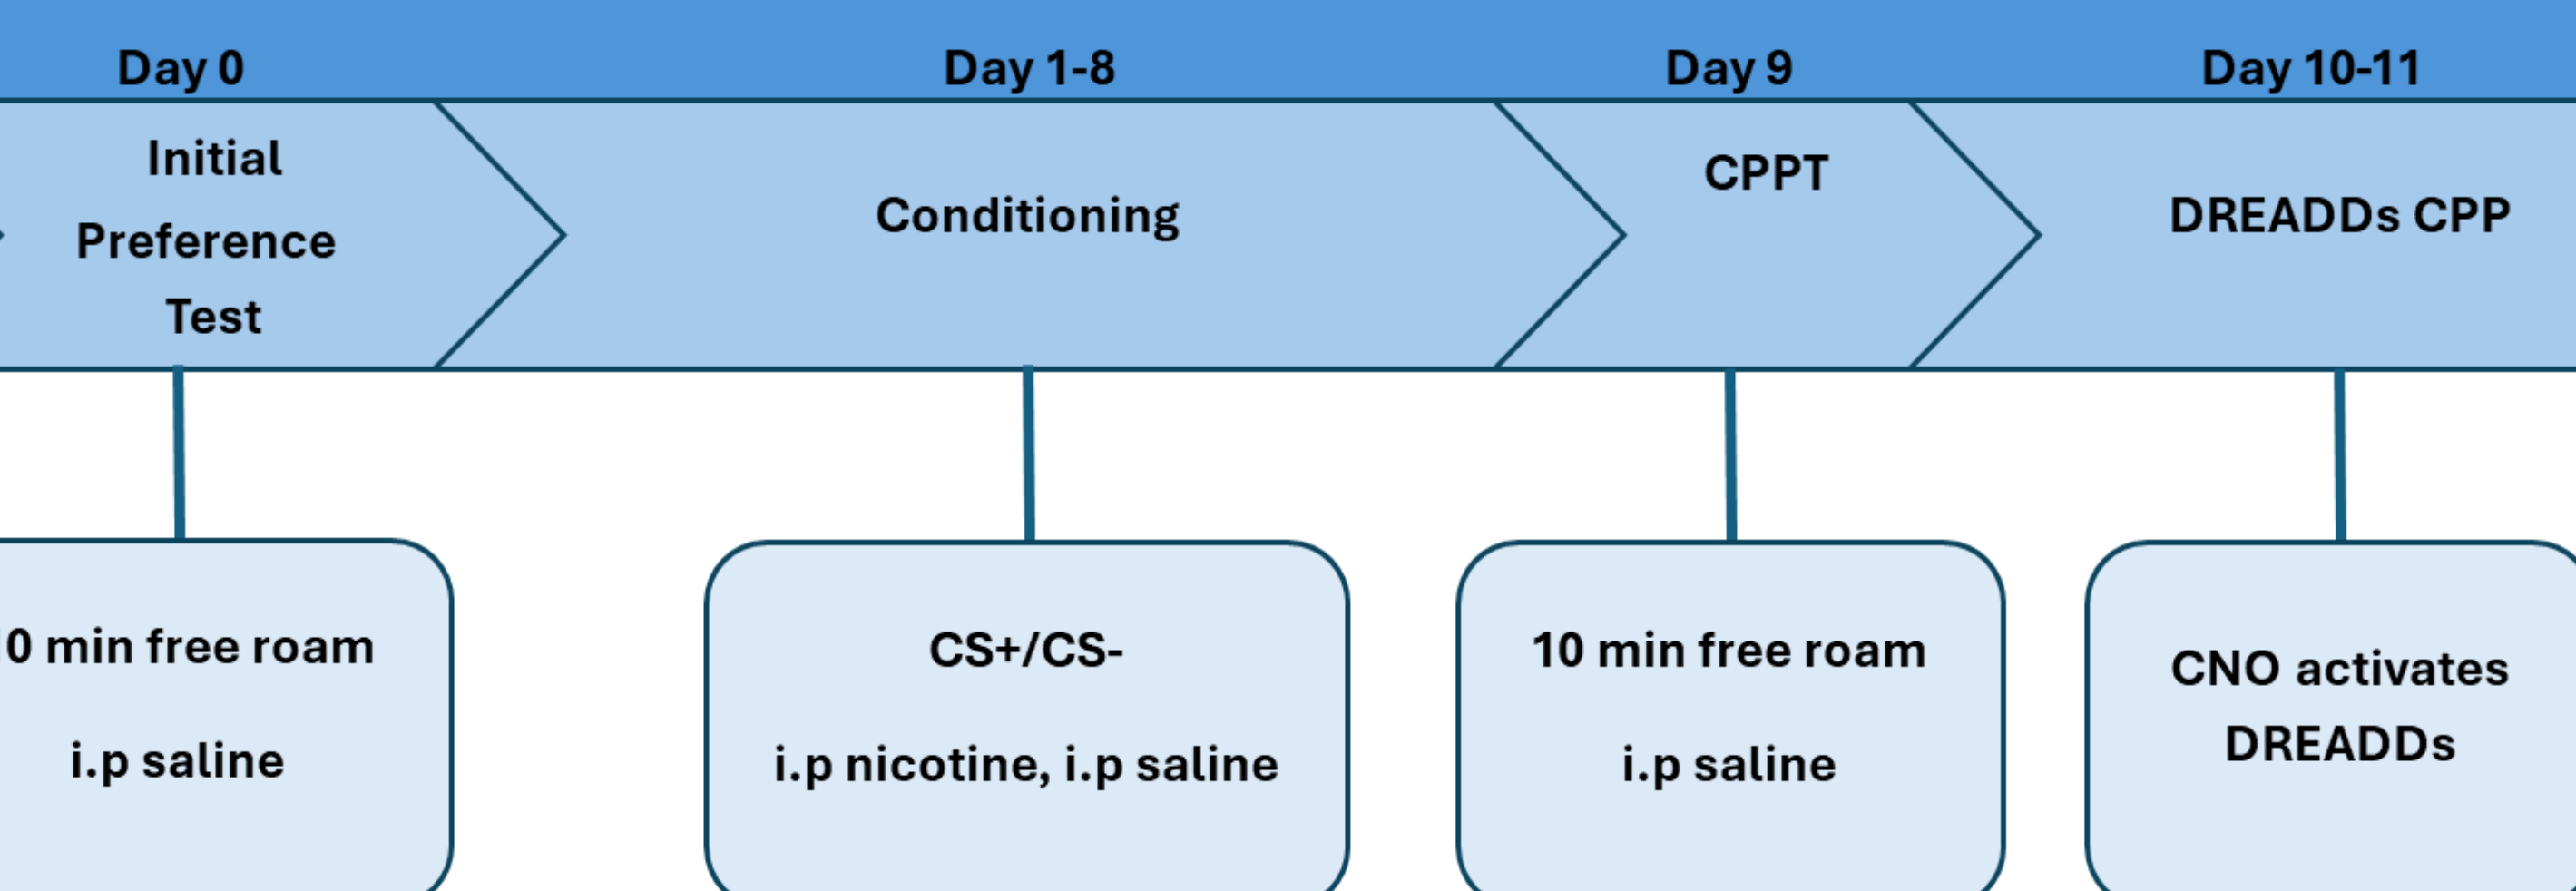 Day 0
Day 1-8
Day 9
Day 10-11
Initial
Preference
Test
Conditioning
CPPT
DREADDs CPP
0 min free roam
i.p saline
CS+/CS-
i.p nicotine, i.p saline
10 min free roam
i.p saline
CNO activates
DREADDs